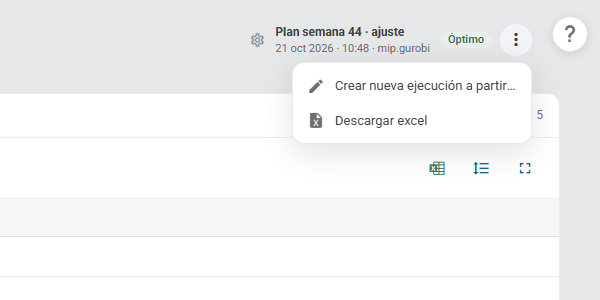 Plan semana 44 · ajuste
21 oct 2026 · 10:48 · mip.gurobi
Óptimo
?
Crear nueva ejecución a partir…
Descargar excel
5